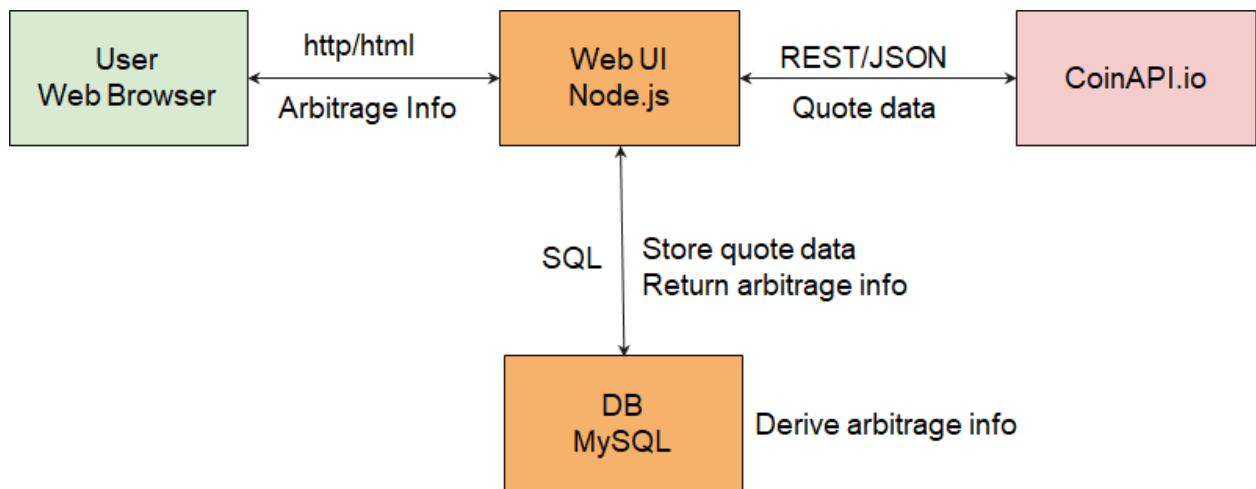 User
Web Browser
http/html
Arbitrage Info
Web UI
Node.js
REST/JSON
Quote data
CoinAPI.io
SQL
Store quote data
Return arbitrage info
DB
MySQL
Derive arbitrage info